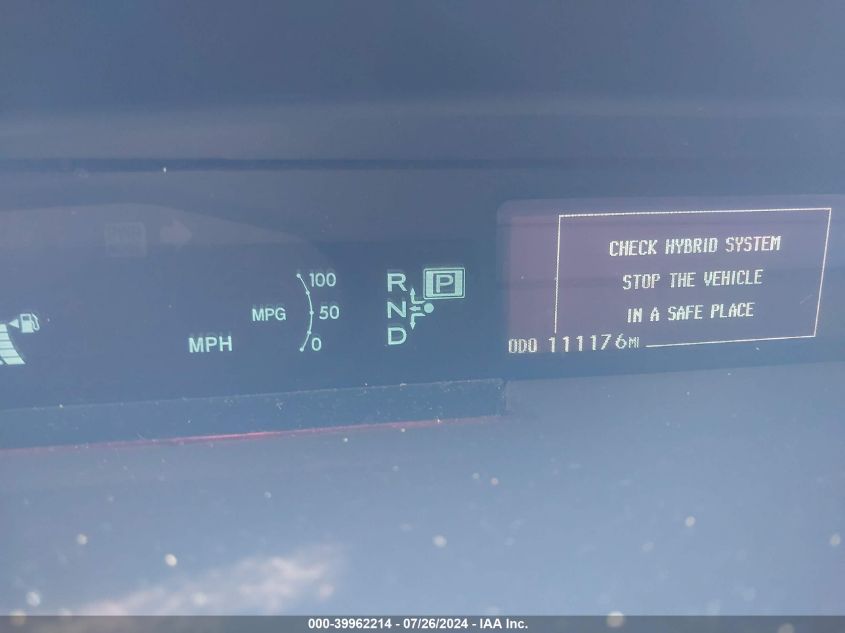 CHECK HYBRID SYSTEM
STOP THE VEHICLE
IN A SAFE PLACE
ODO 111176MI
100
MPG 50
0
MPH
R P
N
D
000-39962214 - 07/26/2024 - IAA Inc.